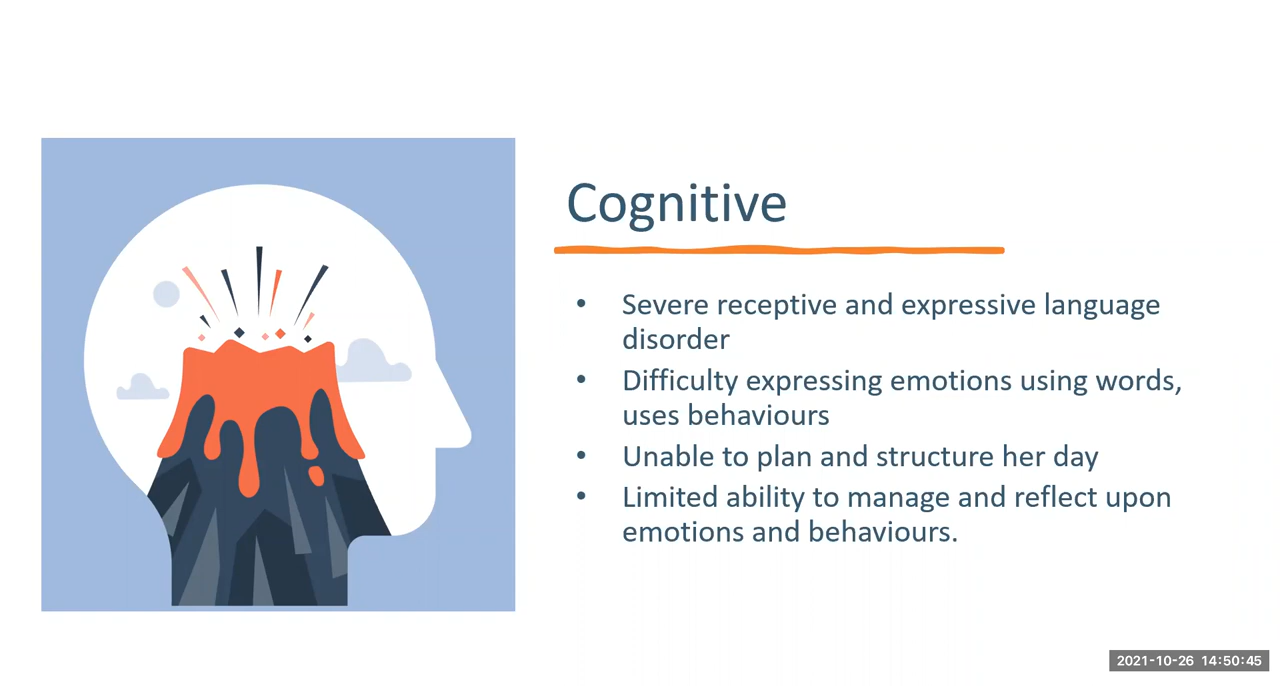 Cognitive
• Severe receptive and expressive language
disorder
• Difficulty expressing emotions using words,
uses behaviours
• Unable to plan and structure her day
• Limited ability to manage and reflect upon
emotions and behaviours.
2021-10-26 14:50:45